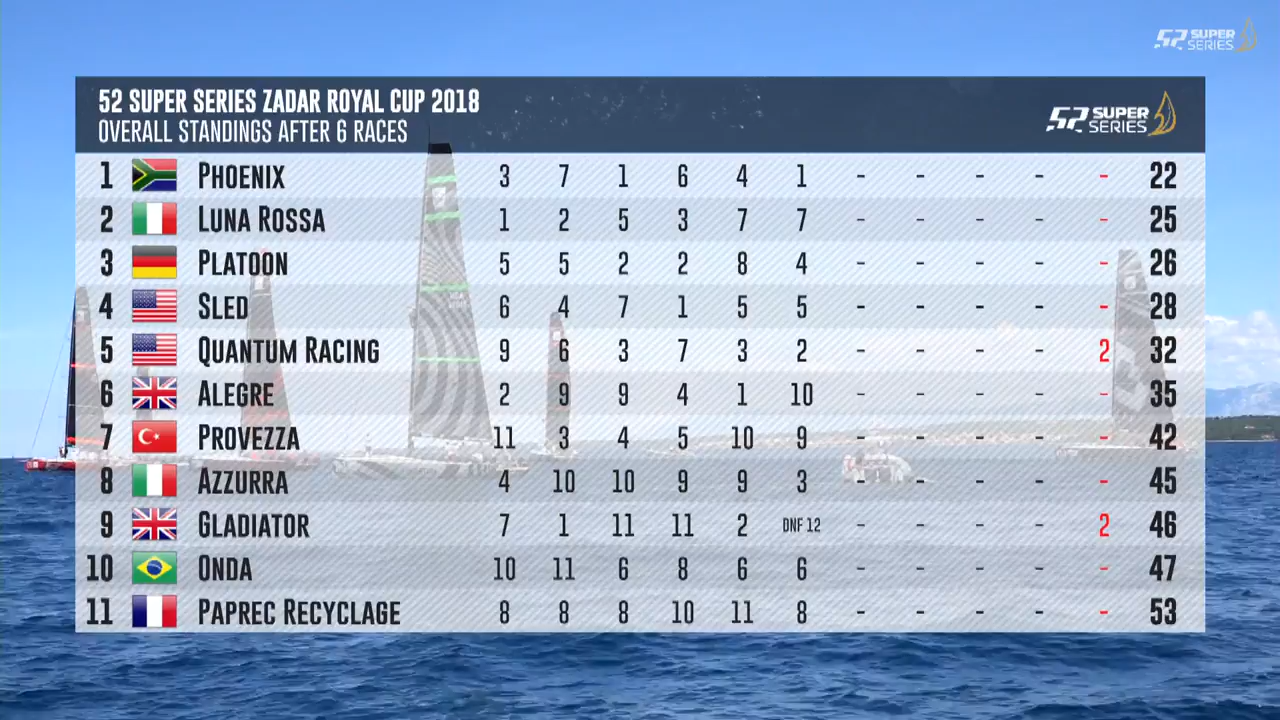 52 SUPER SERIES
52 SUPER SERIES ZADAR ROYAL CUP 2018
OVERALL STANDINGS AFTER 6 RACES
52 SUPER SERIES
1 PHOENIX 3 7 1 6 4 1 - - - - - 22
2 LUNA ROSSA 1 2 5 3 7 7 - - - - - 25
3 PLATOON 5 5 2 2 8 4 - - - - - 26
4 SLED 6 4 7 1 5 5 - - - - - 28
5 QUANTUM RACING 9 6 3 7 3 2 - - - - 2 32
6 ALEGRE 2 9 9 4 1 10 - - - - - 35
7 PROVEZZA 11 3 4 5 10 9 - - - - - 42
8 AZZURRA 4 10 10 9 9 3 - - - - - 45
9 GLADIATOR 7 1 11 11 2 DNF 12 - - - - 2 46
10 ONDA 10 11 6 8 6 6 - - - - - 47
11 PAPREC RECYCLAGE 8 8 8 10 11 8 - - - - - 53